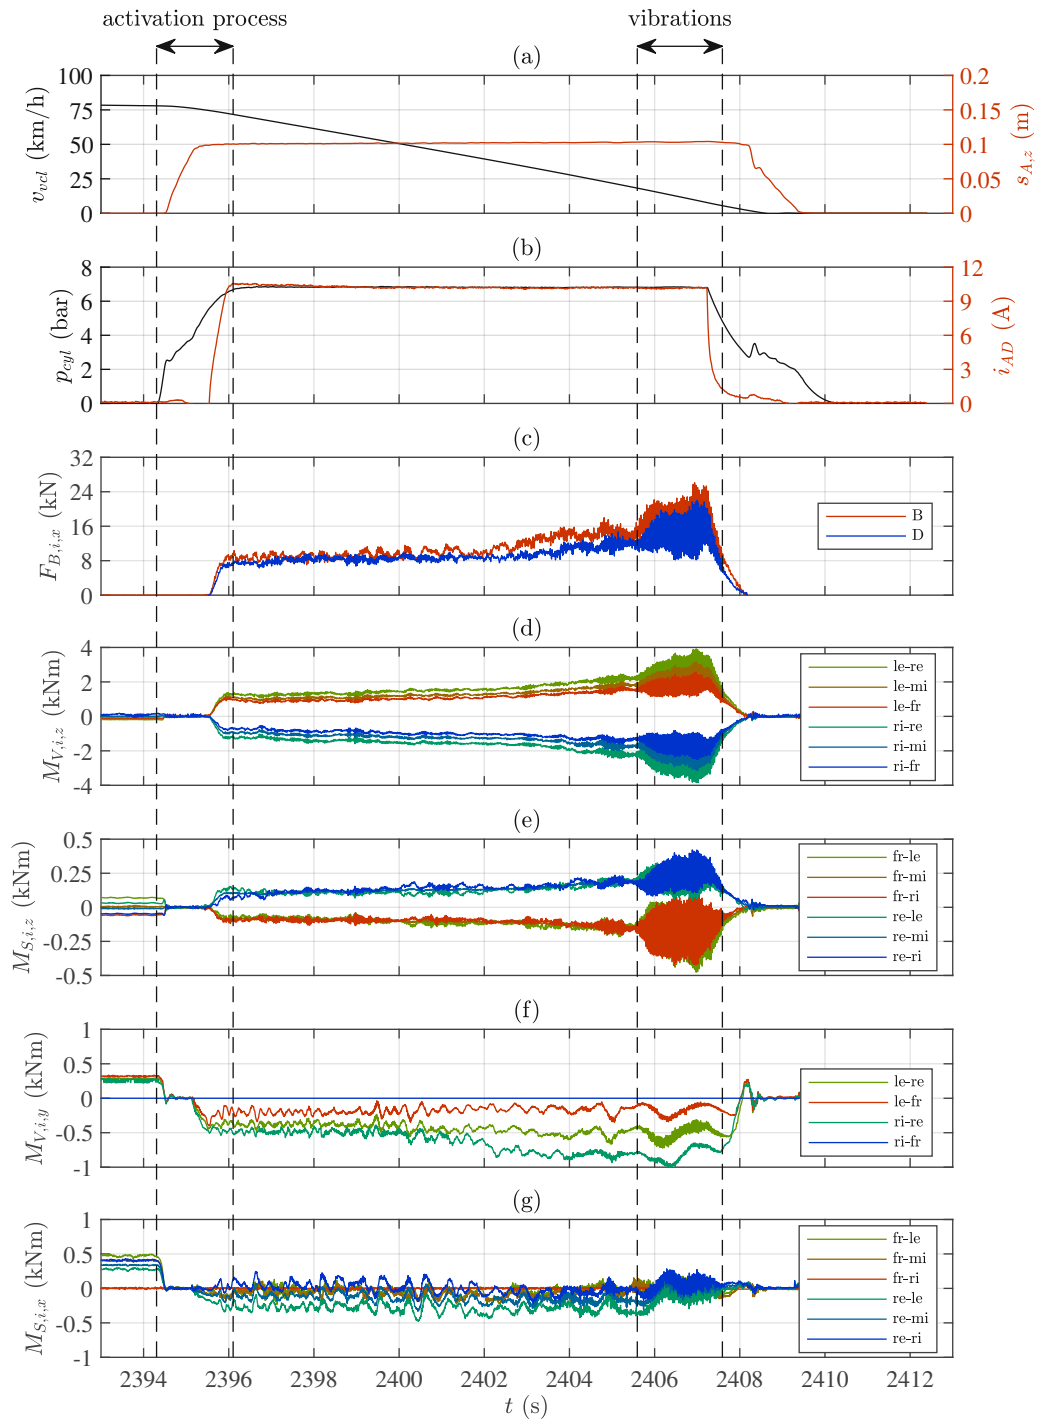 activation process
vibrations
(a)
100
75
50
25
0
v_vcl (km/h)
0.2
0.15
0.1
0.05
0
s_A,z (m)
(b)
8
6
4
2
0
p_cyl (bar)
12
9
6
3
0
i_AD (A)
(c)
32
24
16
8
0
F_B,i,x (kN)
B
D
(d)
4
2
0
-2
-4
M_V,i,z (kNm)
le-re
le-mi
le-fr
ri-re
ri-mi
ri-fr
(e)
0.5
0.25
0
-0.25
-0.5
M_S,i,z (kNm)
fr-le
fr-mi
fr-ri
re-le
re-mi
re-ri
(f)
1
0.5
0
-0.5
-1
M_V,i,y (kNm)
le-re
le-fr
ri-re
ri-fr
(g)
1
0.5
0
-0.5
-1
M_S,i,x (kNm)
fr-le
fr-mi
fr-ri
re-le
re-mi
re-ri
2394 2396 2398 2400 2402 2404 2406 2408 2410 2412
t (s)